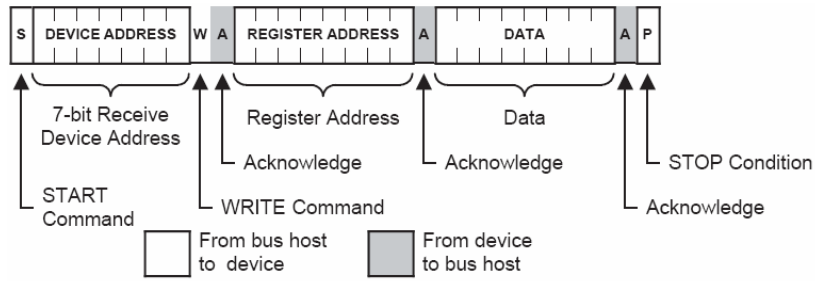 S DEVICE ADDRESS W A REGISTER ADDRESS A DATA A P
7-bit Receive
Device Address
Register Address
Data
Acknowledge
Acknowledge
STOP Condition
START
Command
WRITE Command
Acknowledge
From bus host
to device
From device
to bus host